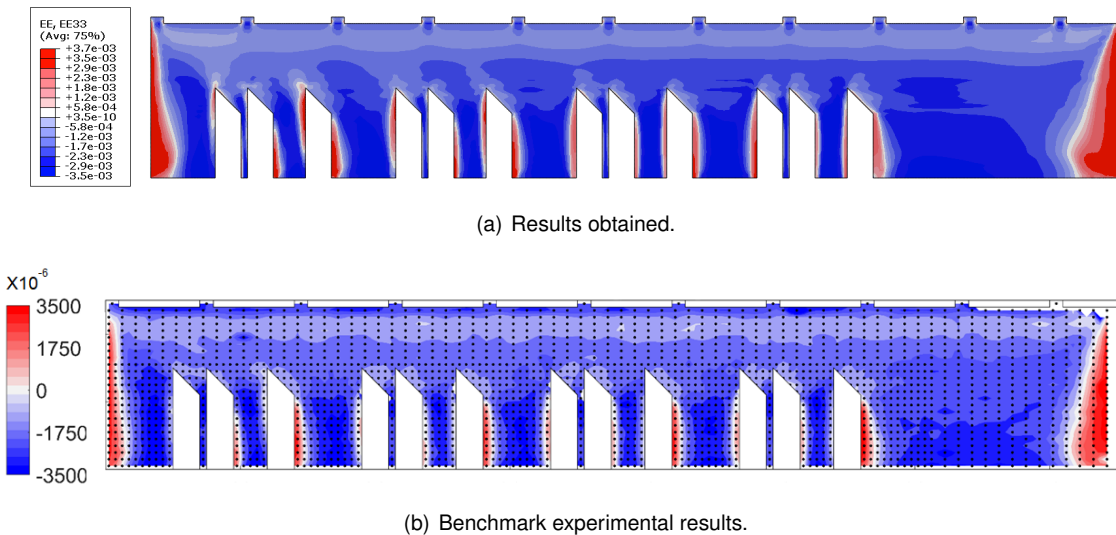 EE, EE33
(Avg: 75%)
+3.7e-03
+3.5e-03
+2.9e-03
+2.3e-03
+1.8e-03
+1.2e-03
+5.8e-04
+3.5e-10
-5.8e-04
-1.2e-03
-1.7e-03
-2.3e-03
-2.9e-03
-3.5e-03
(a) Results obtained.
X10-6
3500
1750
0
-1750
-3500
(b) Benchmark experimental results.